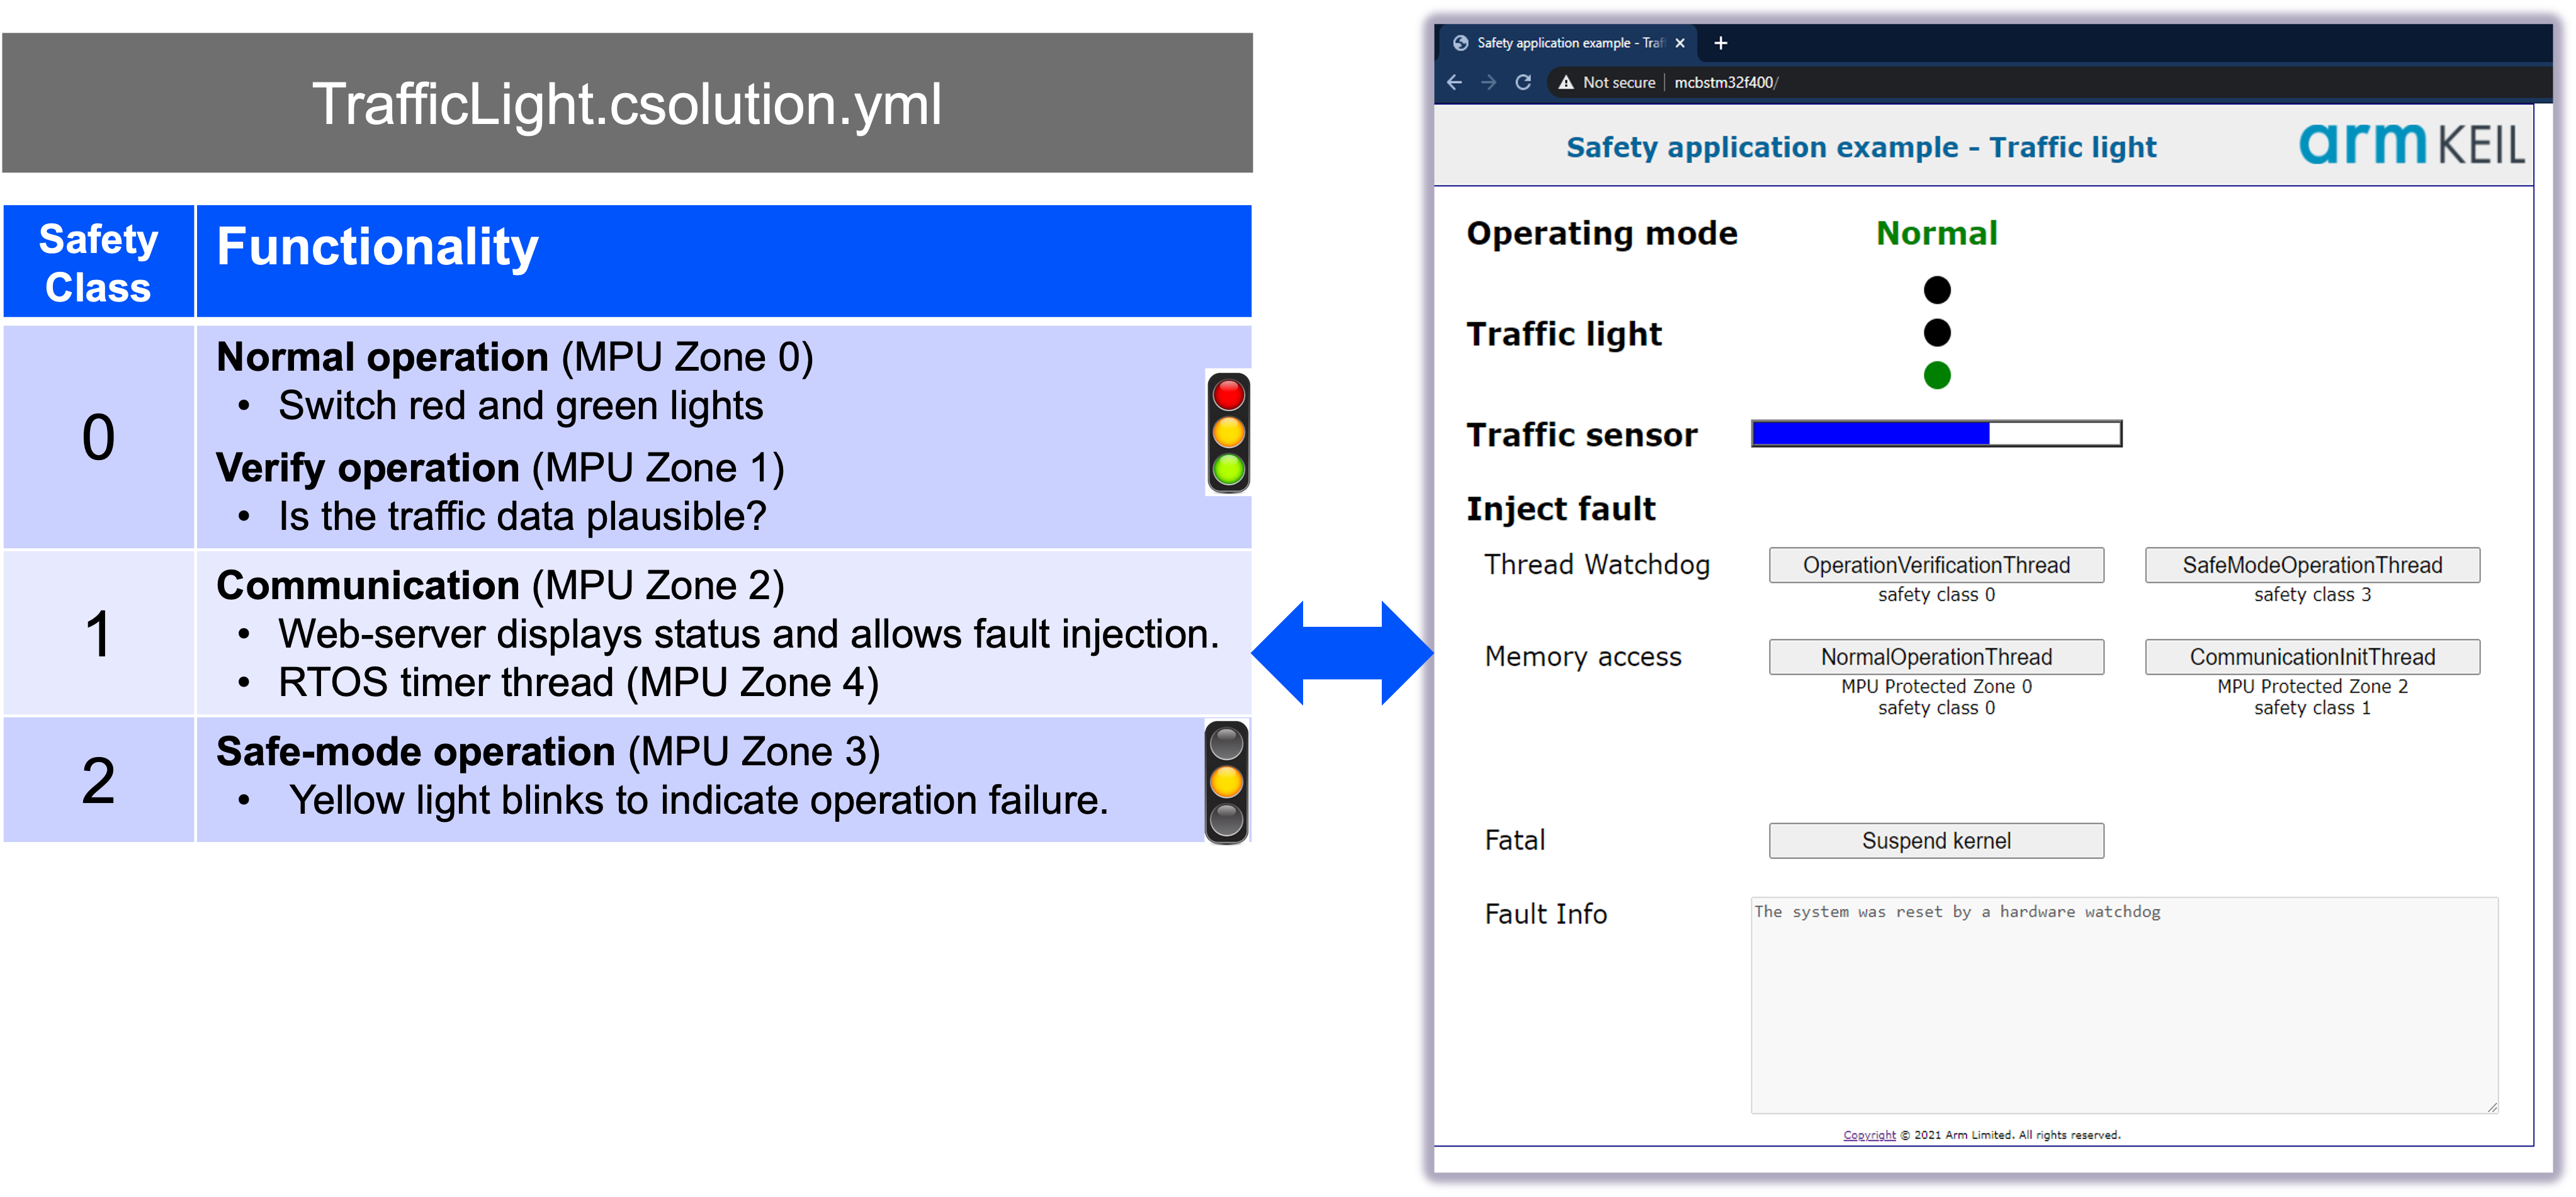 TrafficLight.csolution.yml
Safety
Class
Functionality
0
Normal operation (MPU Zone 0)
• Switch red and green lights
Verify operation (MPU Zone 1)
• Is the traffic data plausible?
1
Communication (MPU Zone 2)
• Web-server displays status and allows fault injection.
• RTOS timer thread (MPU Zone 4)
2
Safe-mode operation (MPU Zone 3)
• Yellow light blinks to indicate operation failure.
Safety application example - Traf
Not secure | mcbstm32f400/
Safety application example - Traffic light
arm KEIL
Operating mode Normal
Traffic light
Traffic sensor
Inject fault
Thread Watchdog OperationVerificationThread SafeModeOperationThread
safety class 0 safety class 3
Memory access NormalOperationThread CommunicationInitThread
MPU Protected Zone 0 MPU Protected Zone 2
safety class 0 safety class 1
Fatal Suspend kernel
Fault Info The system was reset by a hardware watchdog
Copyright © 2021 Arm Limited. All rights reserved.